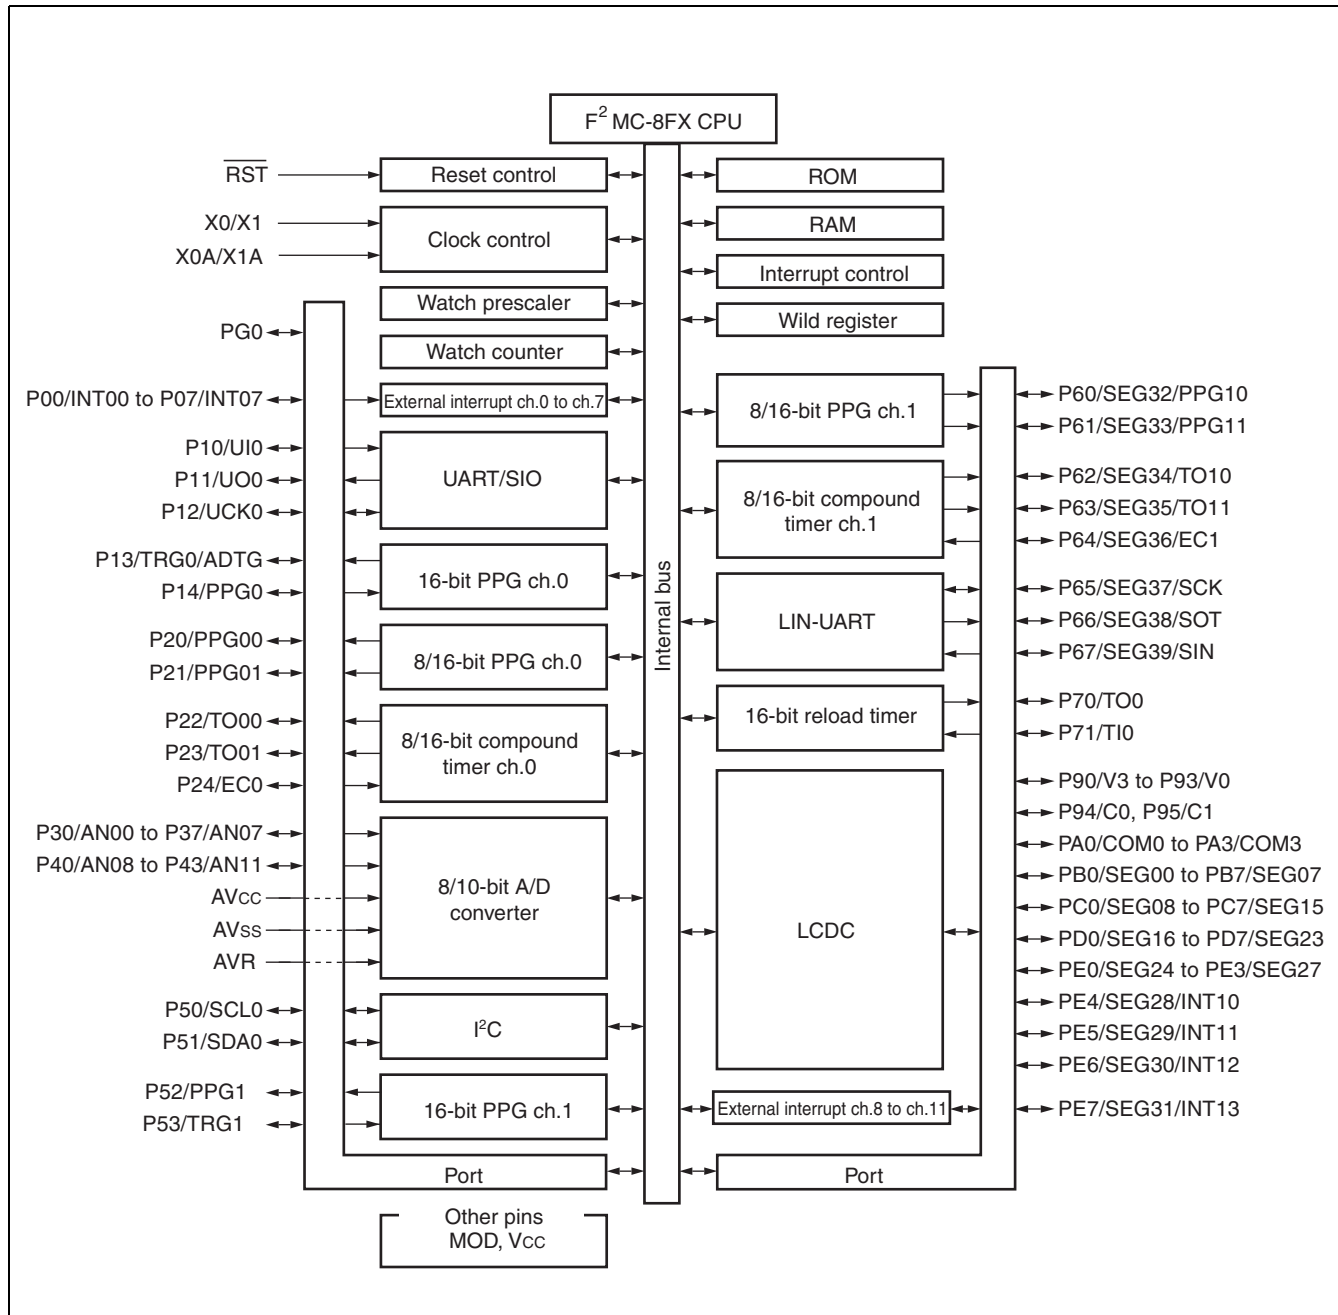 F² MC-8FX CPU
RST
Reset control
ROM
X0/X1
X0A/X1A
Clock control
RAM
Interrupt control
Watch prescaler
Wild register
PG0
Watch counter
P00/INT00 to P07/INT07
External interrupt ch.0 to ch.7
P10/UI0
P11/UO0
P12/UCK0
UART/SIO
P13/TRG0/ADTG
P14/PPG0
16-bit PPG ch.0
P20/PPG00
P21/PPG01
8/16-bit PPG ch.0
P22/TO00
P23/TO01
P24/EC0
8/16-bit compound
timer ch.0
P30/AN00 to P37/AN07
P40/AN08 to P43/AN11
AVCC
AVSS
AVR
8/10-bit A/D
converter
P50/SCL0
P51/SDA0
I²C
P52/PPG1
P53/TRG1
16-bit PPG ch.1
Port
Internal bus
8/16-bit PPG ch.1
P60/SEG32/PPG10
P61/SEG33/PPG11
8/16-bit compound
timer ch.1
P62/SEG34/TO10
P63/SEG35/TO11
P64/SEG36/EC1
LIN-UART
P65/SEG37/SCK
P66/SEG38/SOT
P67/SEG39/SIN
16-bit reload timer
P70/TO0
P71/TI0
LCDC
P90/V3 to P93/V0
P94/C0, P95/C1
PA0/COM0 to PA3/COM3
PB0/SEG00 to PB7/SEG07
PC0/SEG08 to PC7/SEG15
PD0/SEG16 to PD7/SEG23
PE0/SEG24 to PE3/SEG27
PE4/SEG28/INT10
PE5/SEG29/INT11
PE6/SEG30/INT12
External interrupt ch.8 to ch.11
PE7/SEG31/INT13
Port
Other pins
MOD, VCC